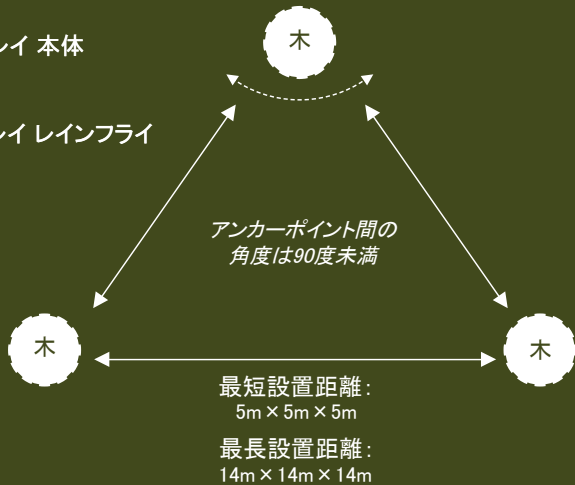 レイ 本体
木
レイ レインフライ
アンカーポイント間の
角度は90度未満
木
木
最短設置距離：
5m×5m×5m
最長設置距離：
14m×14m×14m